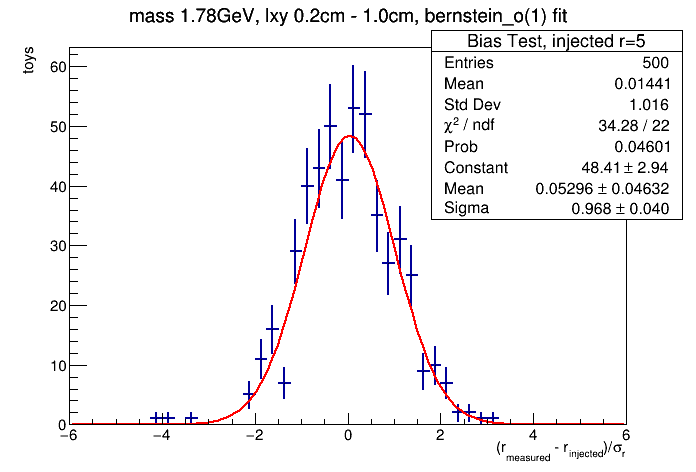 mass 1.78GeV, lxy 0.2cm - 1.0cm, bernstein_o(1) fit
toys
Bias Test, injected r=5
Entries 500
Mean 0.01441
Std Dev 1.016
χ² / ndf 34.28 / 22
Prob 0.04601
Constant 48.41 ± 2.94
Mean 0.05296 ± 0.04632
Sigma 0.968 ± 0.040
60
50
40
30
20
10
0
−6 −4 −2 0 2 4 6
(r_measured - r_injected)/σ_r